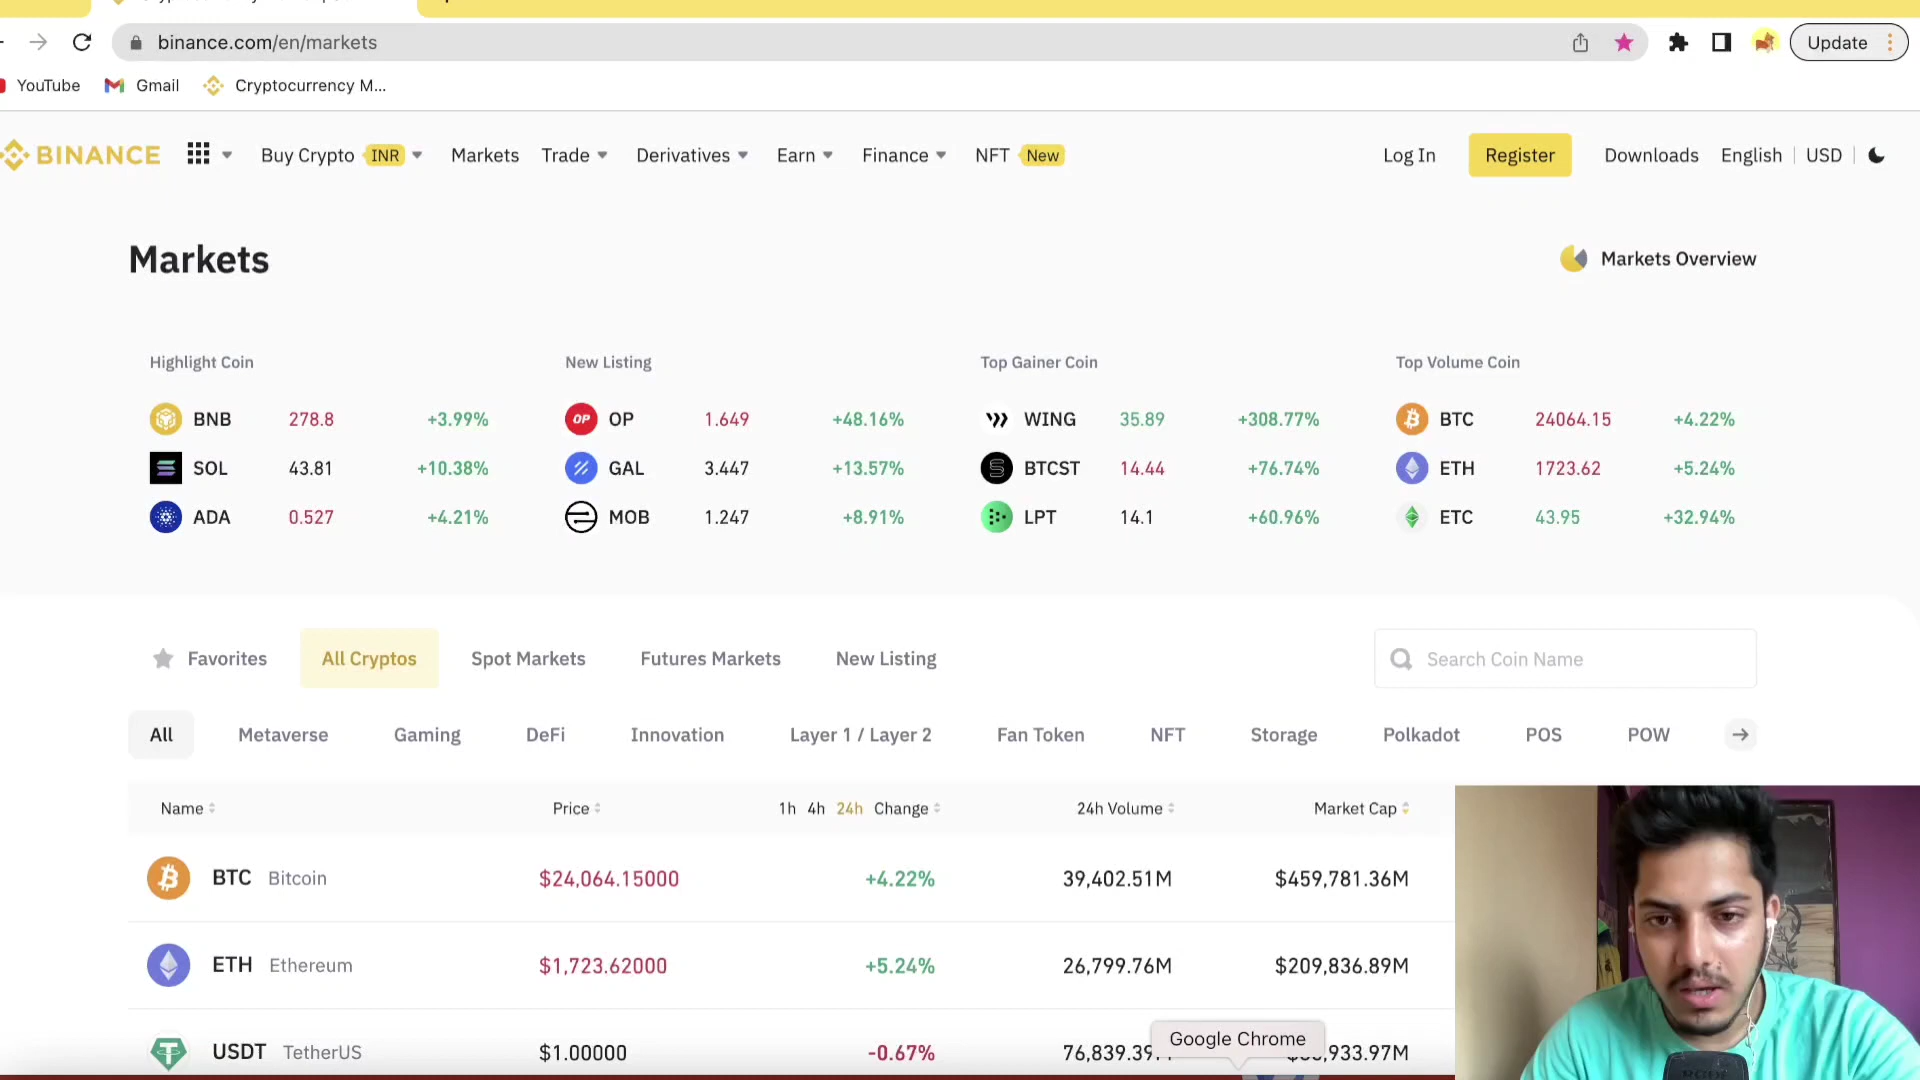 binance.com/en/markets
Update
YouTube
Gmail
Cryptocurrency M...
BINANCE
Buy Crypto INR
Markets
Trade
Derivatives
Earn
Finance
NFT New
Log In
Register
Downloads
English
USD
Markets
Markets Overview
Highlight Coin
New Listing
Top Gainer Coin
Top Volume Coin
BNB 278.8 +3.99%
OP OP 1.649 +48.16%
WING 35.89 +308.77%
BTC 24064.15 +4.22%
SOL 43.81 +10.38%
GAL 3.447 +13.57%
BTCST 14.44 +76.74%
ETH 1723.62 +5.24%
ADA 0.527 +4.21%
MOB 1.247 +8.91%
LPT 14.1 +60.96%
ETC 43.95 +32.94%
Favorites
All Cryptos
Spot Markets
Futures Markets
New Listing
Search Coin Name
All
Metaverse
Gaming
DeFi
Innovation
Layer 1 / Layer 2
Fan Token
NFT
Storage
Polkadot
POS
POW
Name Price 1h 4h 24h Change 24h Volume Market Cap
BTC Bitcoin $24,064.15000 +4.22% 39,402.51M $459,781.36M
ETH Ethereum $1,723.62000 +5.24% 26,799.76M $209,836.89M
USDT TetherUS $1.00000 -0.67%
Google Chrome
RODE